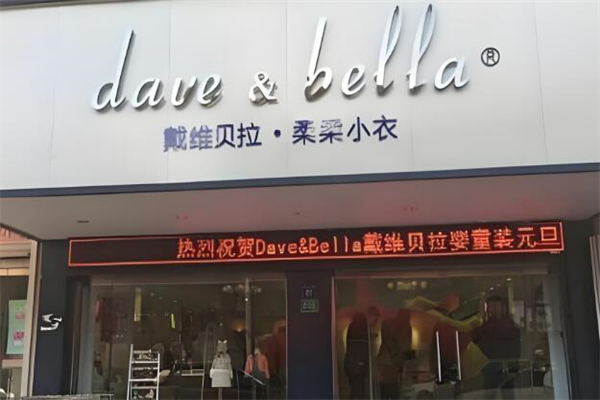 dave & bella®
戴维贝拉·柔柔小衣
热烈祝贺Dave&Bella戴维贝拉婴童装元旦